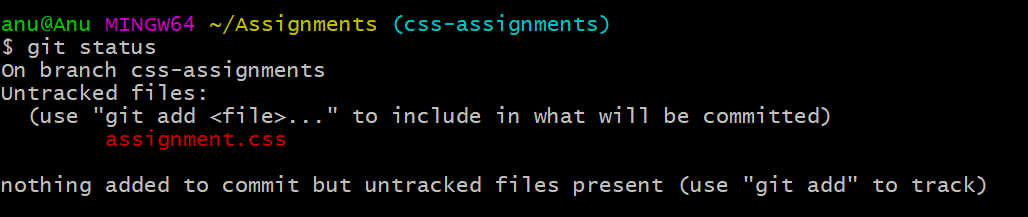 anu@Anu MINGW64 ~/Assignments (css-assignments)
$ git status
On branch css-assignments
Untracked files:
  (use "git add <file>..." to include in what will be committed)
        assignment.css

nothing added to commit but untracked files present (use "git add" to track)